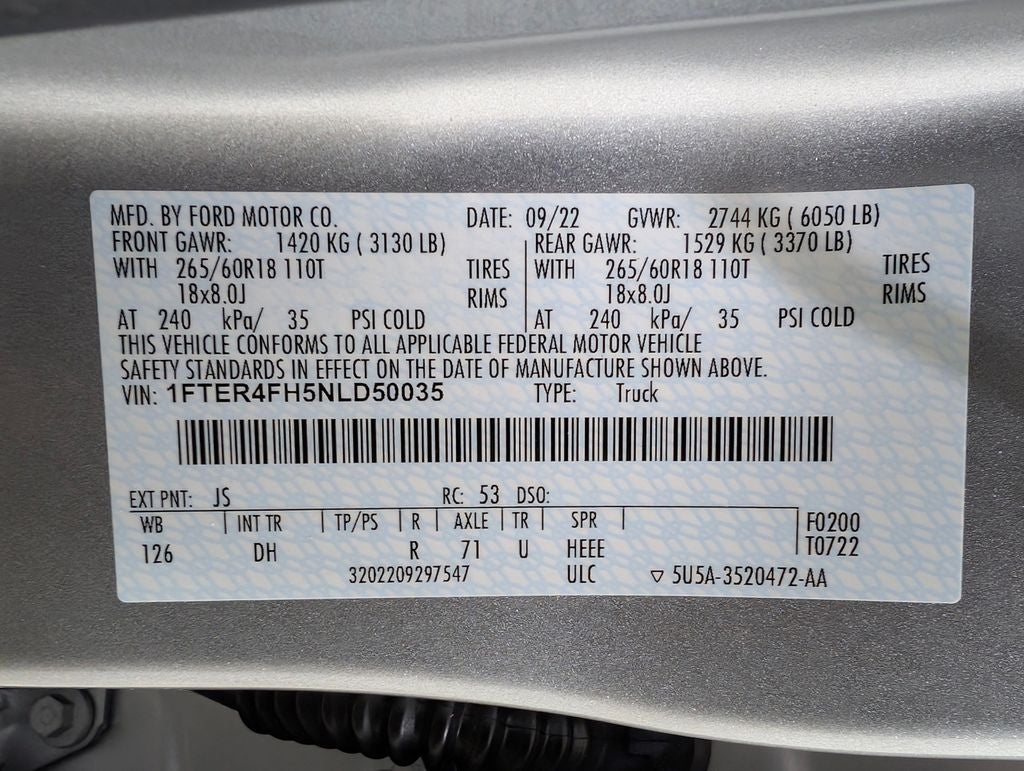 MFD. BY FORD MOTOR CO. DATE: 09/22 GVWR: 2744 KG ( 6050 LB)
FRONT GAWR: 1420 KG ( 3130 LB) REAR GAWR: 1529 KG ( 3370 LB)
WITH 265/60R18 110T TIRES WITH 265/60R18 110T TIRES
18x8.0J RIMS 18x8.0J RIMS
AT 240 kPa/ 35 PSI COLD AT 240 kPa/ 35 PSI COLD
THIS VEHICLE CONFORMS TO ALL APPLICABLE FEDERAL MOTOR VEHICLE
SAFETY STANDARDS IN EFFECT ON THE DATE OF MANUFACTURE SHOWN ABOVE.
VIN: 1FTER4FH5NLD50035 TYPE: Truck
EXT PNT: JS RC: 53 DSO:
WB INT TR TP/PS R AXLE TR SPR F0200
126 DH R 71 U HEEE T0722
3202209297547 ULC ▽ 5U5A-3520472-AA